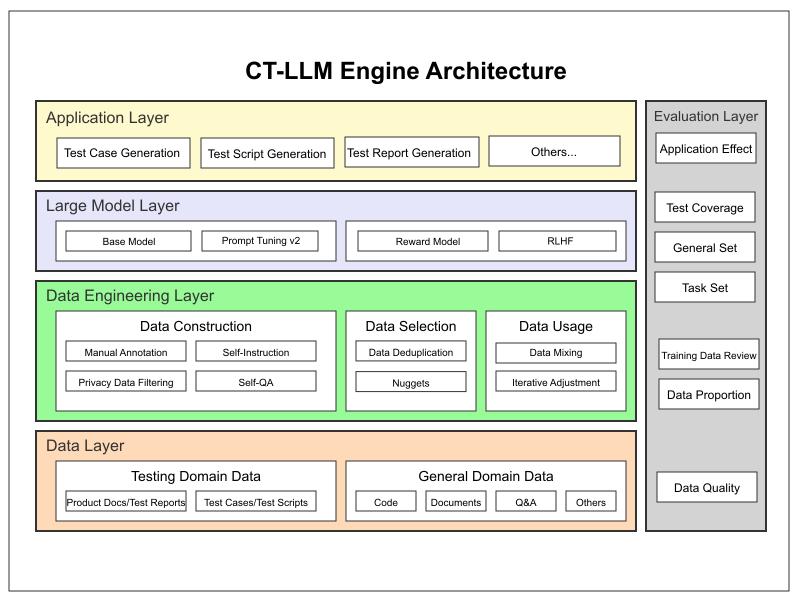 CT-LLM Engine Architecture
Application Layer
Test Case Generation
Test Script Generation
Test Report Generation
Others...
Large Model Layer
Base Model
Prompt Tuning v2
Reward Model
RLHF
Data Engineering Layer
Data Construction
Manual Annotation
Self-Instruction
Privacy Data Filtering
Self-QA
Data Selection
Data Deduplication
Nuggets
Data Usage
Data Mixing
Iterative Adjustment
Data Layer
Testing Domain Data
Product Docs/Test Reports
Test Cases/Test Scripts
General Domain Data
Code
Documents
Q&A
Others
Evaluation Layer
Application Effect
Test Coverage
General Set
Task Set
Training Data Review
Data Proportion
Data Quality